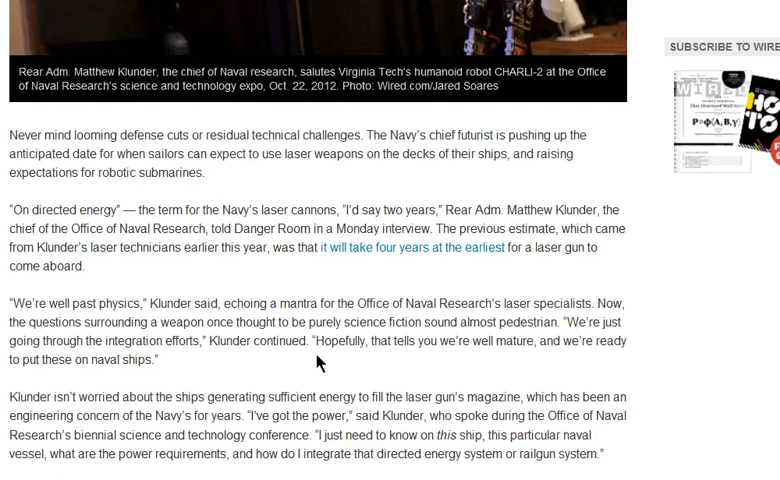 Rear Adm. Matthew Klunder, the chief of Naval research, salutes Virginia Tech's humanoid robot CHARLI-2 at the Office
of Naval Research's science and technology expo, Oct. 22, 2012. Photo: Wired.com/Jared Soares
SUBSCRIBE TO WIRE
WIRED
P=φ(A,B,γ)
HO
TO
Never mind looming defense cuts or residual technical challenges. The Navy's chief futurist is pushing up the
anticipated date for when sailors can expect to use laser weapons on the decks of their ships, and raising
expectations for robotic submarines.
“On directed energy” — the term for the Navy's laser cannons, “I'd say two years,” Rear Adm. Matthew Klunder, the
chief of the Office of Naval Research, told Danger Room in a Monday interview. The previous estimate, which came
from Klunder's laser technicians earlier this year, was that it will take four years at the earliest for a laser gun to
come aboard.
“We're well past physics,” Klunder said, echoing a mantra for the Office of Naval Research's laser specialists. Now,
the questions surrounding a weapon once thought to be purely science fiction sound almost pedestrian. “We're just
going through the integration efforts,” Klunder continued. “Hopefully, that tells you we're well mature, and we're ready
to put these on naval ships.”
Klunder isn't worried about the ships generating sufficient energy to fill the laser gun's magazine, which has been an
engineering concern of the Navy's for years. “I've got the power,” said Klunder, who spoke during the Office of Naval
Research's biennial science and technology conference. “I just need to know on this ship, this particular naval
vessel, what are the power requirements, and how do I integrate that directed energy system or railgun system.”